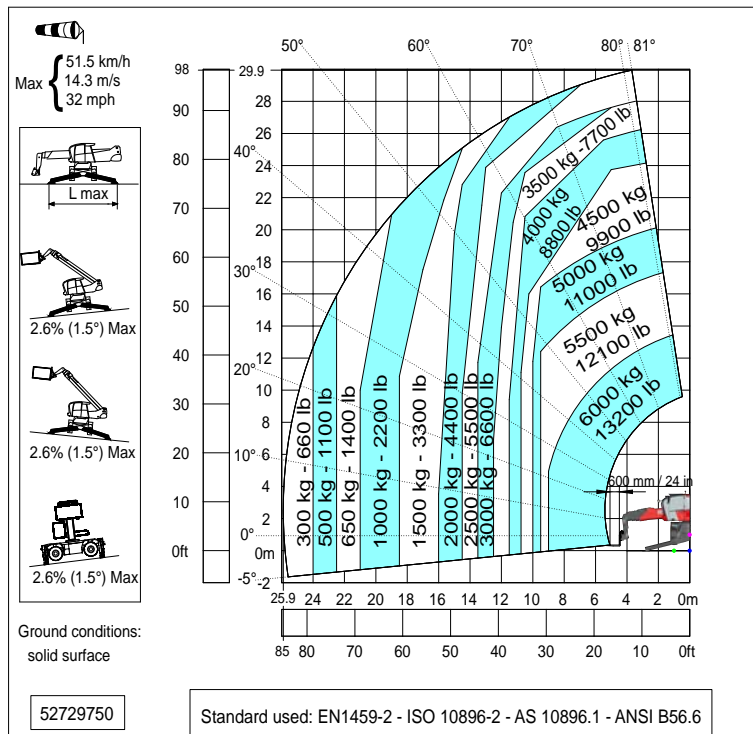 51.5 km/h
Max { 14.3 m/s
32 mph
L max
2.6% (1.5°) Max
2.6% (1.5°) Max
2.6% (1.5°) Max
Ground conditions:
solid surface
52729750
50° 60° 70° 80° 81°
40°
30°
20°
10°
0°
-5°
98
90
80
70
60
50
40
30
20
10
0ft
29.9
28
26
24
22
20
18
16
14
12
10
8
6
4
2
0m
-2
3500 kg -7700 lb
4000 kg
8800 lb
4500 kg
9900 lb
5000 kg
11000 lb
5500 kg
12100 lb
6000 kg
13200 lb
300 kg - 660 lb
500 kg - 1100 lb
650 kg - 1400 lb
1000 kg - 2200 lb
1500 kg - 3300 lb
2000 kg - 4400 lb
2500 kg - 5500 lb
3000 kg - 6600 lb
600 mm / 24 in
25.9 24 22 20 18 16 14 12 10 8 6 4 2 0m
85 80 70 60 50 40 30 20 10 0ft
Standard used: EN1459-2 - ISO 10896-2 - AS 10896.1 - ANSI B56.6